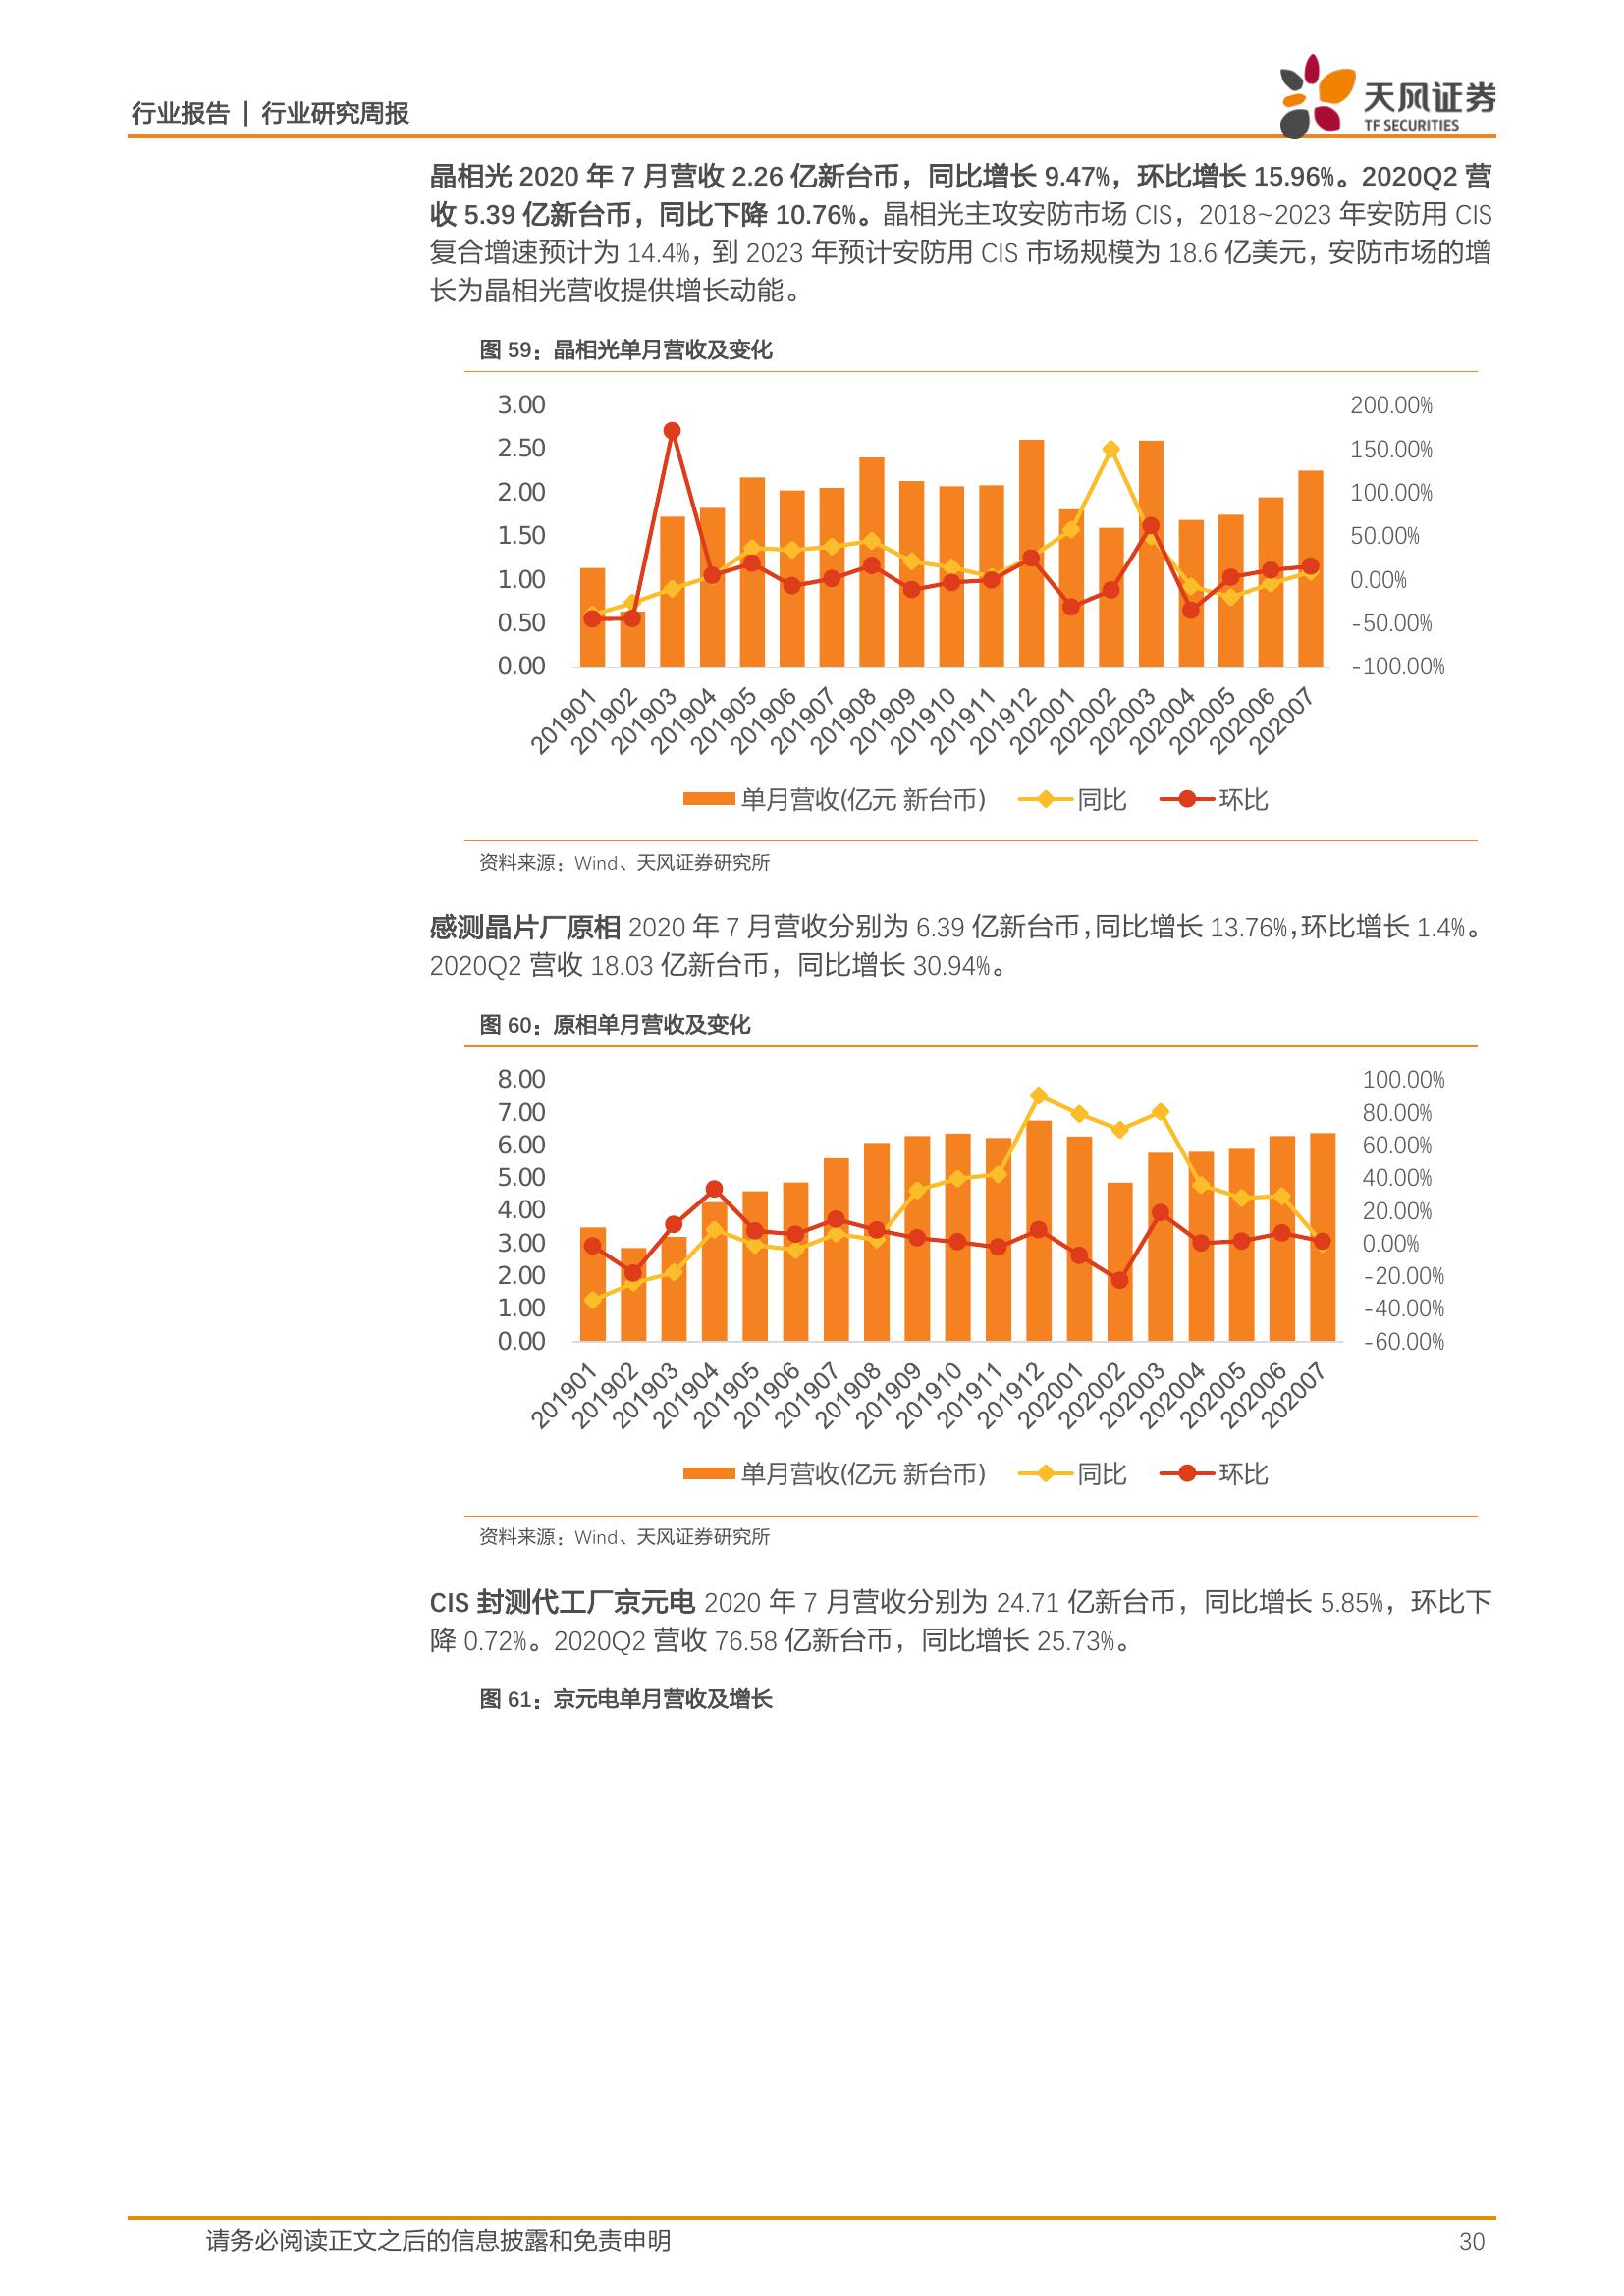 行业报告 | 行业研究周报
天风证券
TF SECURITIES
晶相光 2020 年 7 月营收 2.26 亿新台币，同比增长 9.47%，环比增长 15.96%。2020Q2 营
收 5.39 亿新台币，同比下降 10.76%。晶相光主攻安防市场 CIS，2018~2023 年安防用 CIS
复合增速预计为 14.4%，到 2023 年预计安防用 CIS 市场规模为 18.6 亿美元，安防市场的增
长为晶相光营收提供增长动能。
图 59：晶相光单月营收及变化
3.00 200.00%
2.50 150.00%
2.00 100.00%
1.50 50.00%
1.00 0.00%
0.50 -50.00%
0.00 -100.00%
201901 201902 201903 201904 201905 201906 201907 201908 201909 201910 201911 201912 202001 202002 202003 202004 202005 202006 202007
单月营收(亿元 新台币) 同比 环比
资料来源：Wind、天风证券研究所
感测晶片厂原相 2020 年 7 月营收分别为 6.39 亿新台币，同比增长 13.76%，环比增长 1.4%。
2020Q2 营收 18.03 亿新台币，同比增长 30.94%。
图 60：原相单月营收及变化
8.00 100.00%
7.00 80.00%
6.00 60.00%
5.00 40.00%
4.00 20.00%
3.00 0.00%
2.00 -20.00%
1.00 -40.00%
0.00 -60.00%
201901 201902 201903 201904 201905 201906 201907 201908 201909 201910 201911 201912 202001 202002 202003 202004 202005 202006 202007
单月营收(亿元 新台币) 同比 环比
资料来源：Wind、天风证券研究所
CIS 封测代工厂京元电 2020 年 7 月营收分别为 24.71 亿新台币，同比增长 5.85%，环比下
降 0.72%。2020Q2 营收 76.58 亿新台币，同比增长 25.73%。
图 61：京元电单月营收及增长
请务必阅读正文之后的信息披露和免责申明 30